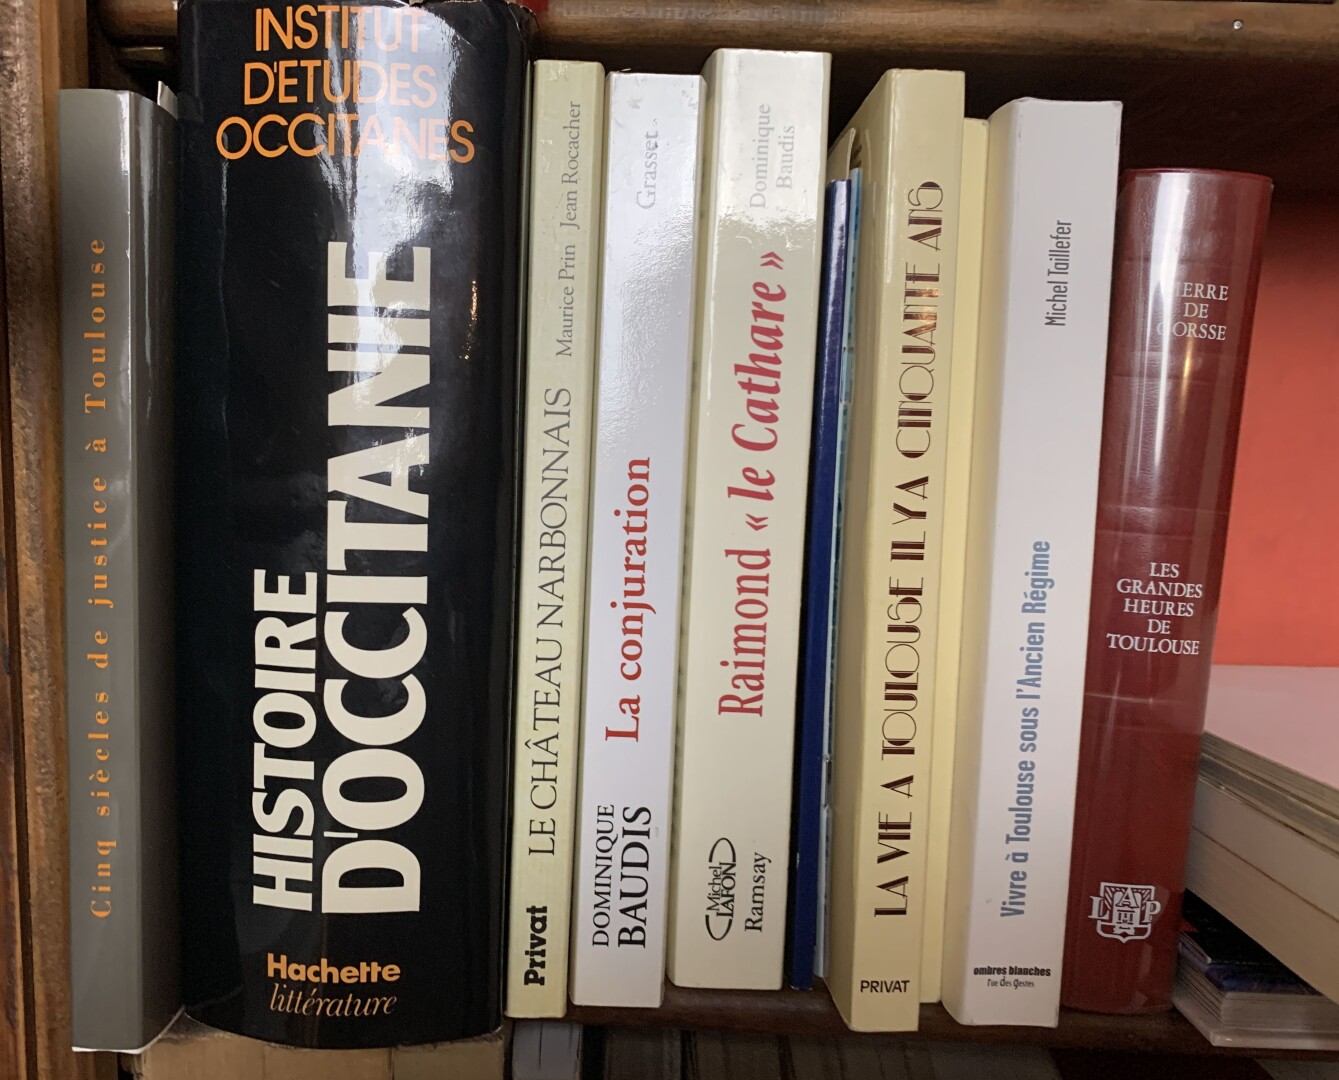 Cinq siècles de justice à Toulouse
INSTITUT
D'ETUDES
OCCITANES
HISTOIRE
D'OCCITANIE
Hachette
littérature
Privat
LE CHÂTEAU NARBONNAIS
Maurice Prin Jean Rocacher
DOMINIQUE
BAUDIS
La conjuration
Grasset
Michel
LAFON
Ramsay
Raimond « le Cathare »
Dominique
Baudis
LA VIE A TOULOUSE IL Y A CINQUANTE ANS
PRIVAT
Michel Taillefer
Vivre à Toulouse sous l'Ancien Régime
ombres blanches
rue des gestes
PIERRE
DE
GORSSE
LES
GRANDES
HEURES
DE
TOULOUSE